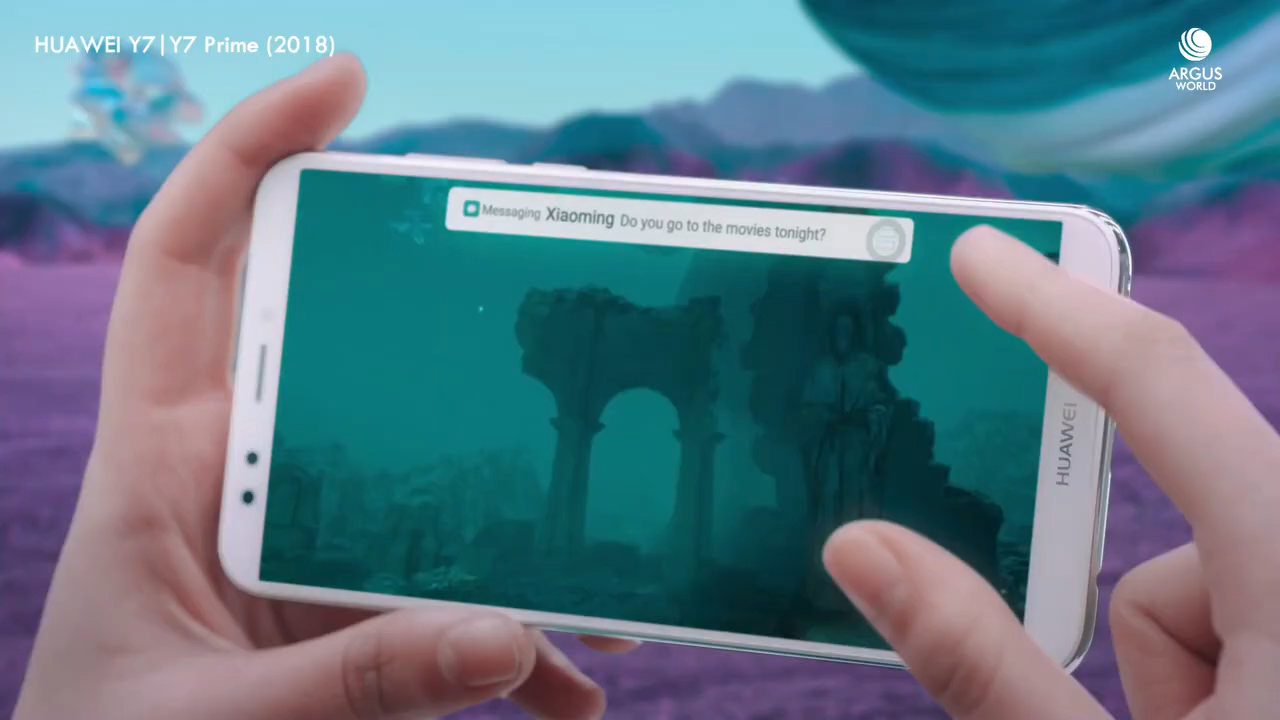 HUAWEI Y7|Y7 Prime (2018)
ARGUS
WORLD
Messaging Xiaoming Do you go to the movies tonight?
HUAWEI